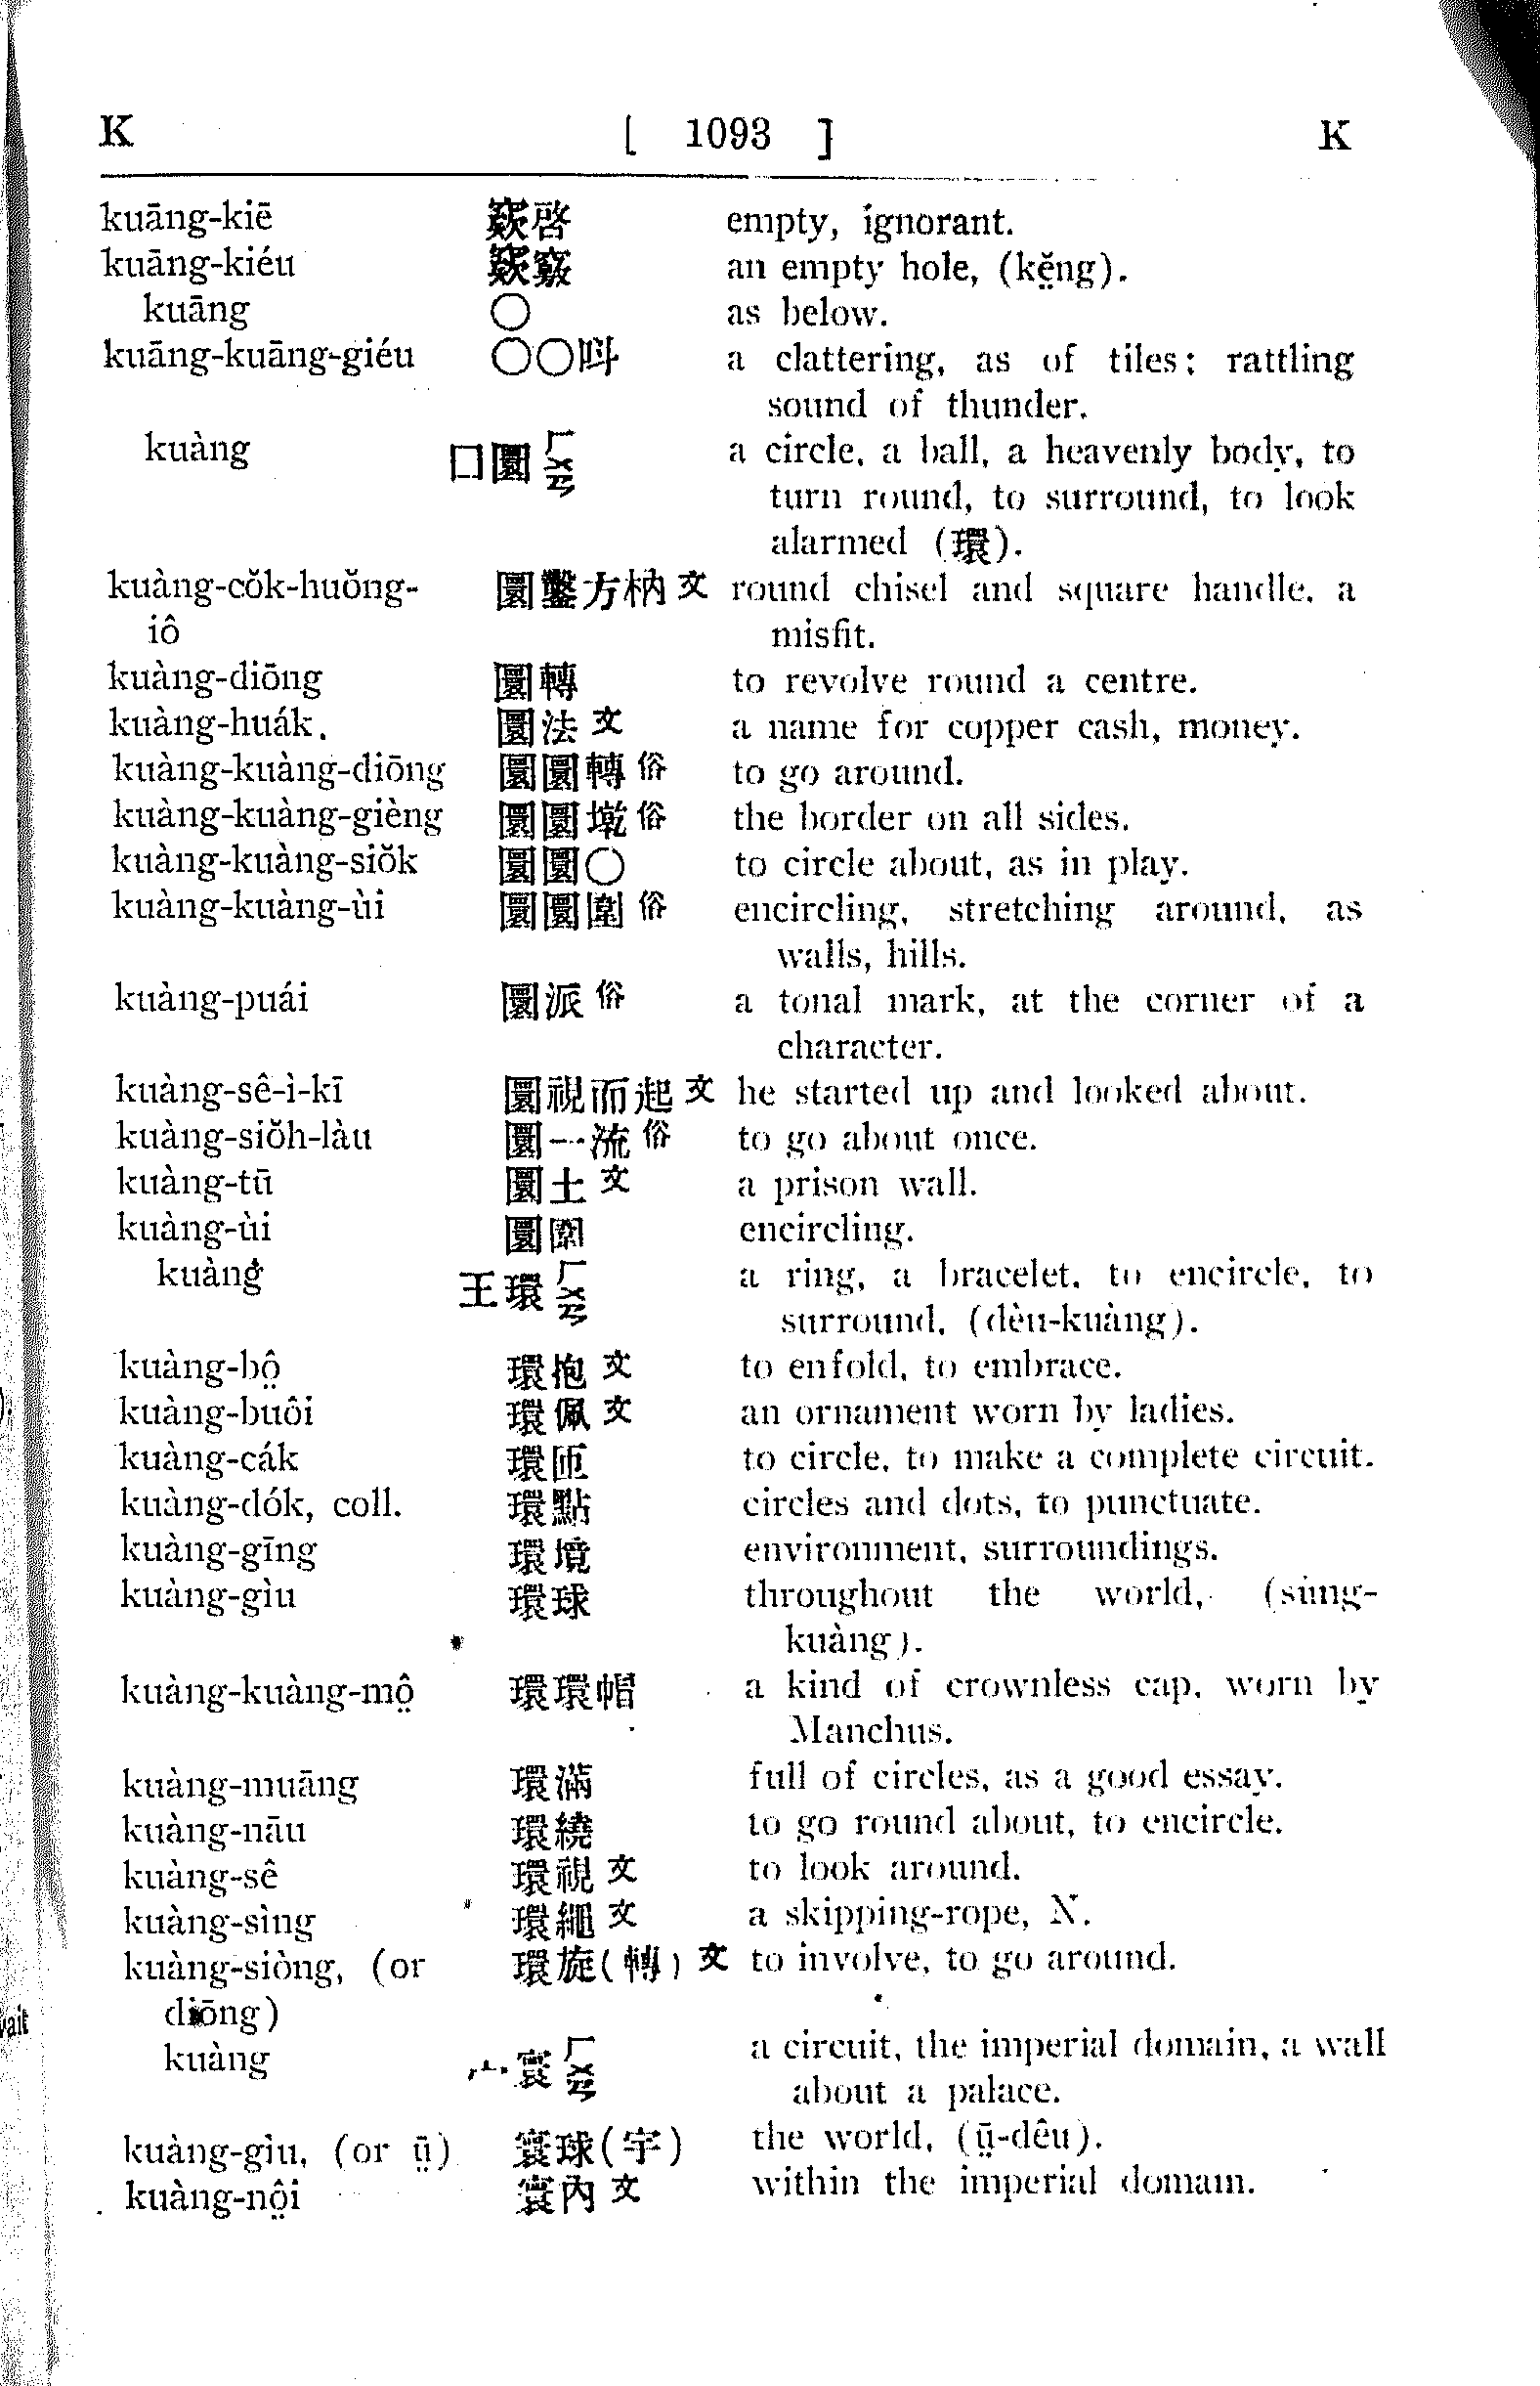 K [ 1093 ] K
kuāng-kiē 窾啓 empty, ignorant.
kuāng-kiéu 窾竅 an empty hole, (kĕ̤ng).
kuāng 〇 as below.
kuāng-kuāng-giéu 〇〇呌 a clattering, as of tiles; rattling
sound of thunder.
kuàng 囗圜 ㄏㄨㄢ a circle, a ball, a heavenly body, to
turn round, to surround, to look
alarmed (環).
kuàng-cŏk-huŏng- 圜鑿方枘文 round chisel and square handle, a
iô misfit.
kuàng-diōng 圜轉 to revolve round a centre.
kuàng-huák. 圜法文 a name for copper cash, money.
kuàng-kuàng-diōng 圜圜轉俗 to go around.
kuàng-kuàng-gièng 圜圜墘俗 the border on all sides.
kuàng-kuàng-siŏk 圜圜〇 to circle about, as in play.
kuàng-kuàng-ùi 圜圜圍俗 encircling, stretching around, as
walls, hills.
kuàng-puái 圜派俗 a tonal mark, at the corner of a
character.
kuàng-sê-ì-kī 圜視而起文 he started up and looked about.
kuàng-siŏh-làu 圜一流俗 to go about once.
kuàng-tū 圜土文 a prison wall.
kuàng-ùi 圜圍 encircling.
kuàng 王環 ㄏㄨㄢ a ring, a bracelet, to encircle, to
surround, (dèu-kuàng).
kuàng-bô̤ 環抱文 to enfold, to embrace.
kuàng-buôi 環佩文 an ornament worn by ladies.
kuàng-cák 環匝 to circle, to make a complete circuit.
kuàng-dók, coll. 環點 circles and dots, to punctuate.
kuàng-gīng 環境 environment, surroundings.
kuàng-gìu 環球 throughout the world, (sùng-
kuàng).
kuàng-kuàng-mô̤ 環環帽 a kind of crownless cap, worn by
Manchus.
kuàng-muāng 環滿 full of circles, as a good essay.
kuàng-nāu 環繞 to go round about, to encircle.
kuàng-sê 環視文 to look around.
kuàng-sìng 環繩文 a skipping-rope, N.
kuàng-siòng, (or 環旋(轉)文 to involve, to go around.
diōng)
kuàng 宀寰 ㄏㄨㄢ a circuit, the imperial domain, a wall
about a palace.
kuàng-gìu, (or ṳ̄) 寰球(宇) the world, (ṳ̄-dêu).
kuàng-nô̤i 寰內文 within the imperial domain.